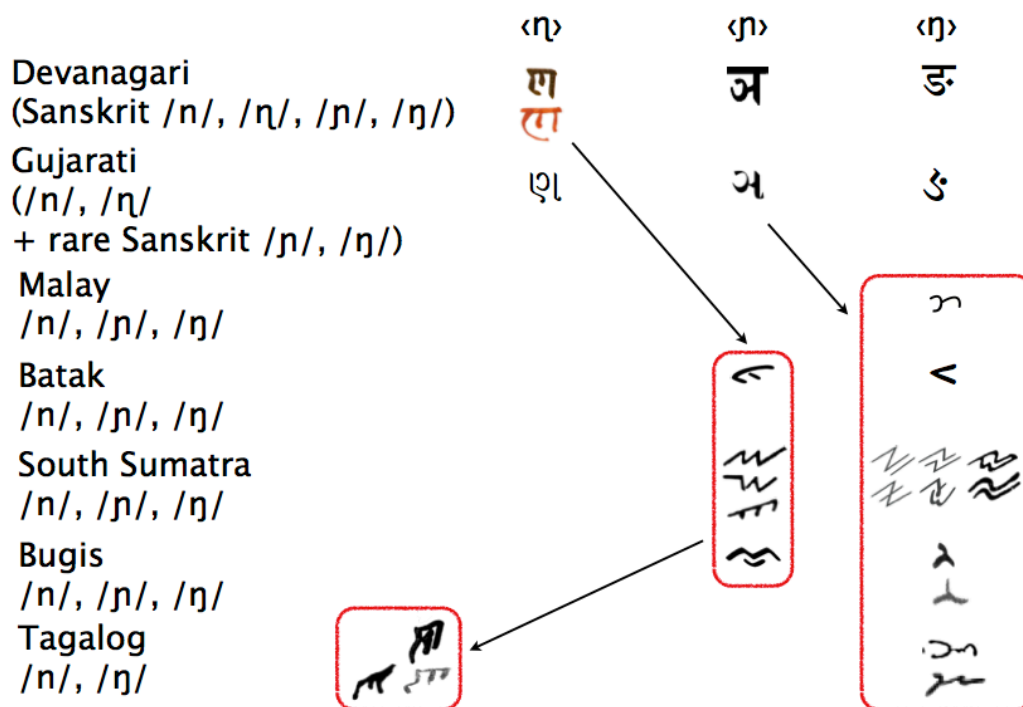 ‹ɳ› ‹ɲ› ‹ŋ›
Devanagari
(Sanskrit /n/, /ɳ/, /ɲ/, /ŋ/)
ण ञ ङ
Gujarati
(/n/, /ɳ/
+ rare Sanskrit /ɲ/, /ŋ/)
ણ ઞ ઙ
Malay
/n/, /ɲ/, /ŋ/
Batak
/n/, /ɲ/, /ŋ/
South Sumatra
/n/, /ɲ/, /ŋ/
Bugis
/n/, /ɲ/, /ŋ/
Tagalog
/n/, /ŋ/